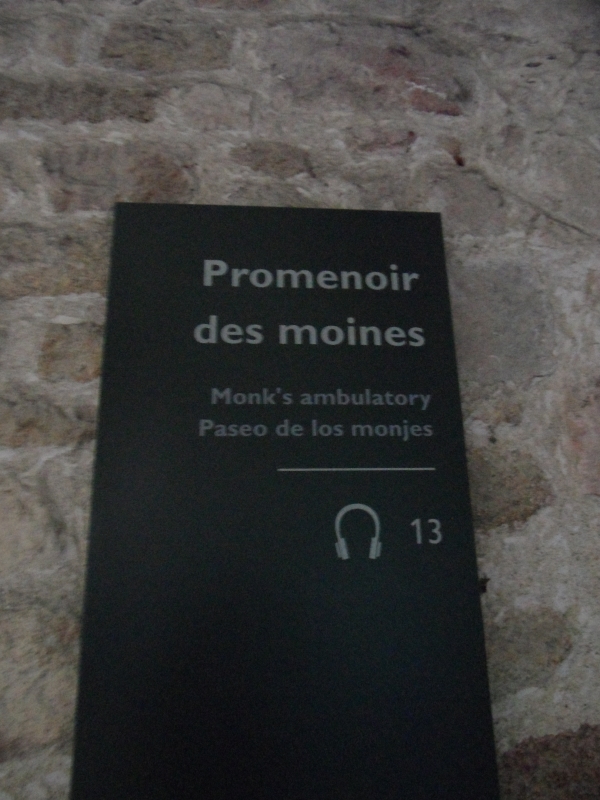 Promenoir
des moines
Monk's ambulatory
Paseo de los monjes
13